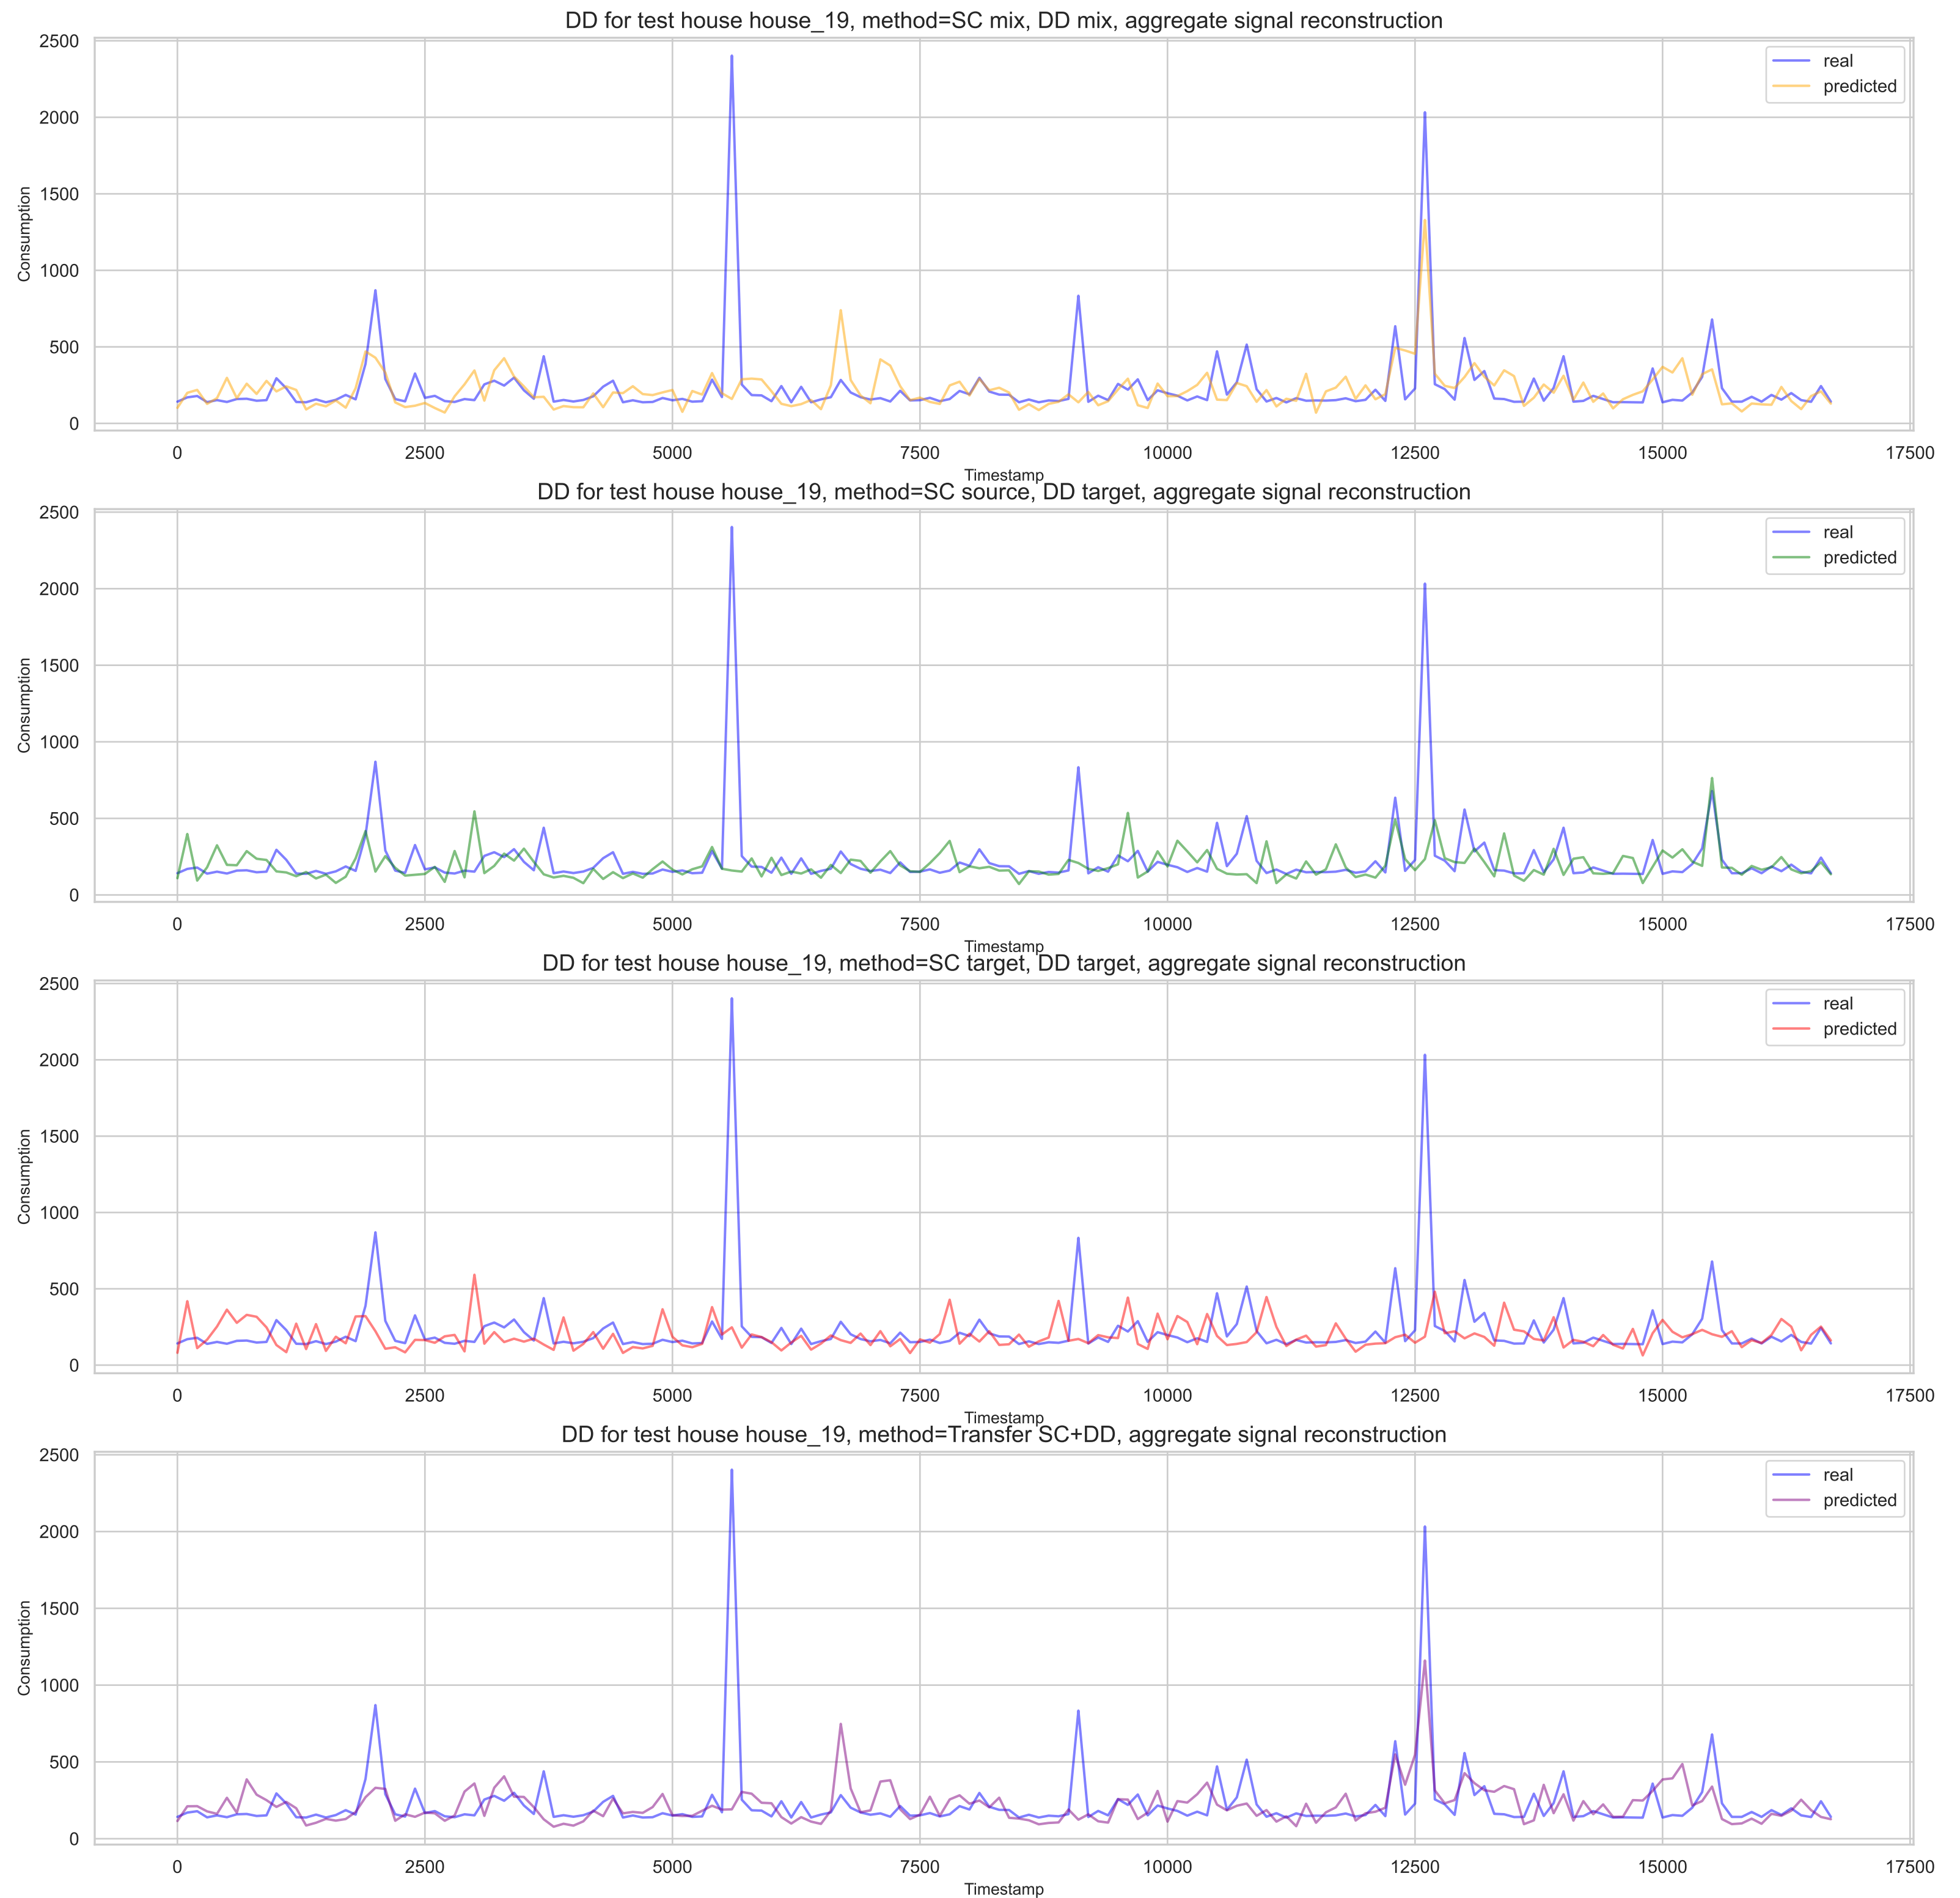 DD for test house house_19, method=SC mix, DD mix, aggregate signal reconstruction
2500
2000
1500
1000
500
0
Consumption
real
predicted
0 2500 5000 7500 10000 12500 15000 17500
Timestamp
DD for test house house_19, method=SC source, DD target, aggregate signal reconstruction
2500
2000
1500
1000
500
0
Consumption
real
predicted
0 2500 5000 7500 10000 12500 15000 17500
Timestamp
DD for test house house_19, method=SC target, DD target, aggregate signal reconstruction
2500
2000
1500
1000
500
0
Consumption
real
predicted
0 2500 5000 7500 10000 12500 15000 17500
Timestamp
DD for test house house_19, method=Transfer SC+DD, aggregate signal reconstruction
2500
2000
1500
1000
500
0
Consumption
real
predicted
0 2500 5000 7500 10000 12500 15000 17500
Timestamp